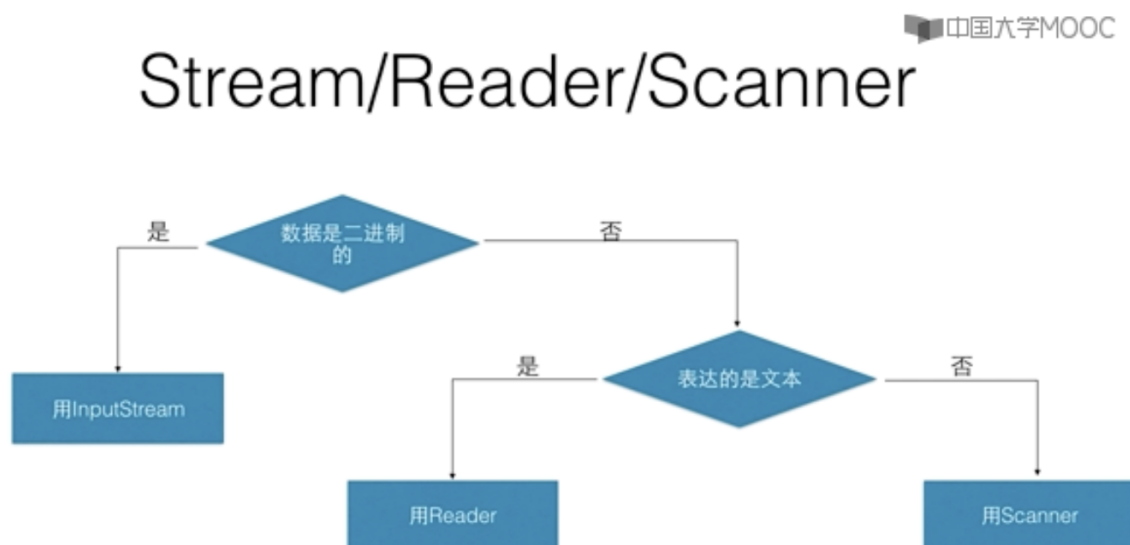 中国大学MOOC
Stream/Reader/Scanner
是
数据是二进制
的
否
用InputStream
是
表达的是文本
否
用Reader
用Scanner